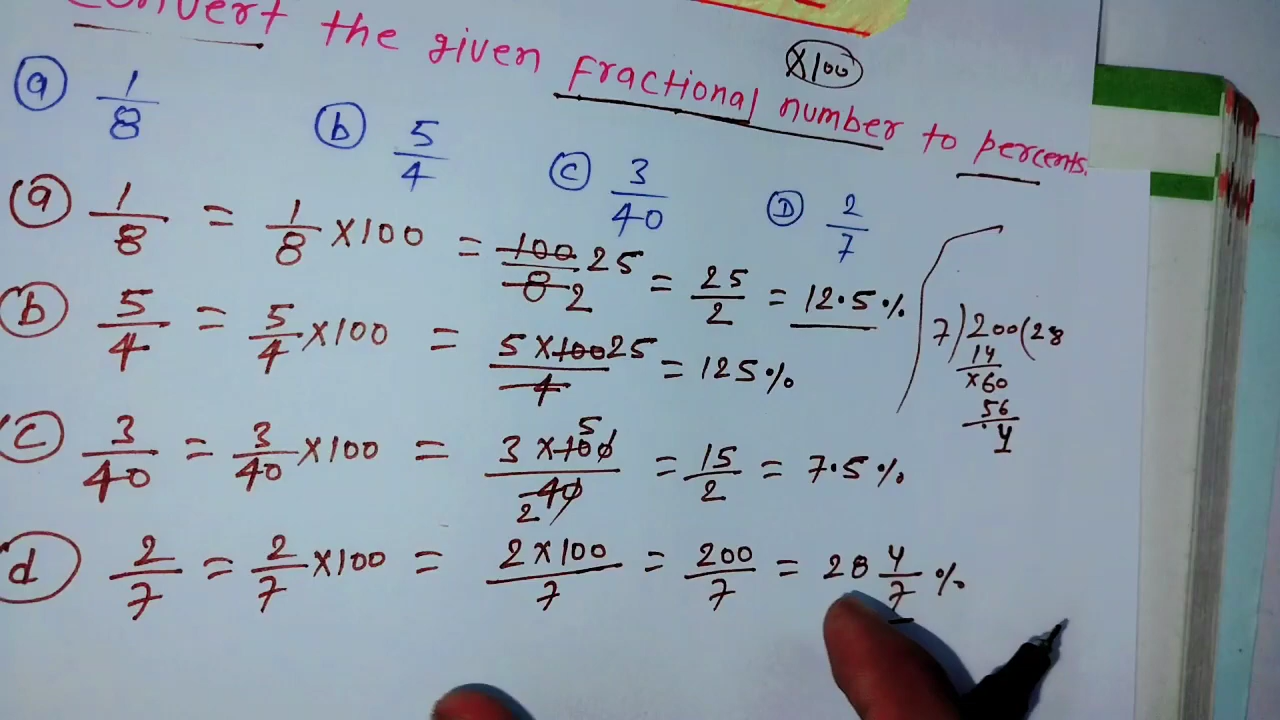 Convert the given Fractional number to percents.
×100
(a) 1/8 (b) 5/4 (c) 3/40 (D) 2/7
(a) 1/8 = 1/8 ×100 = 100/8 25 2 = 25/2 = 12.5%
(b) 5/4 = 5/4 ×100 = 5×100/4 25 = 125%
(c) 3/40 = 3/40 ×100 = 3×100/40 5 2 = 15/2 = 7.5%
(d) 2/7 = 2/7 ×100 = 2×100/7 = 200/7 = 28 4/7 %
7)200(28
14
×60
56
4